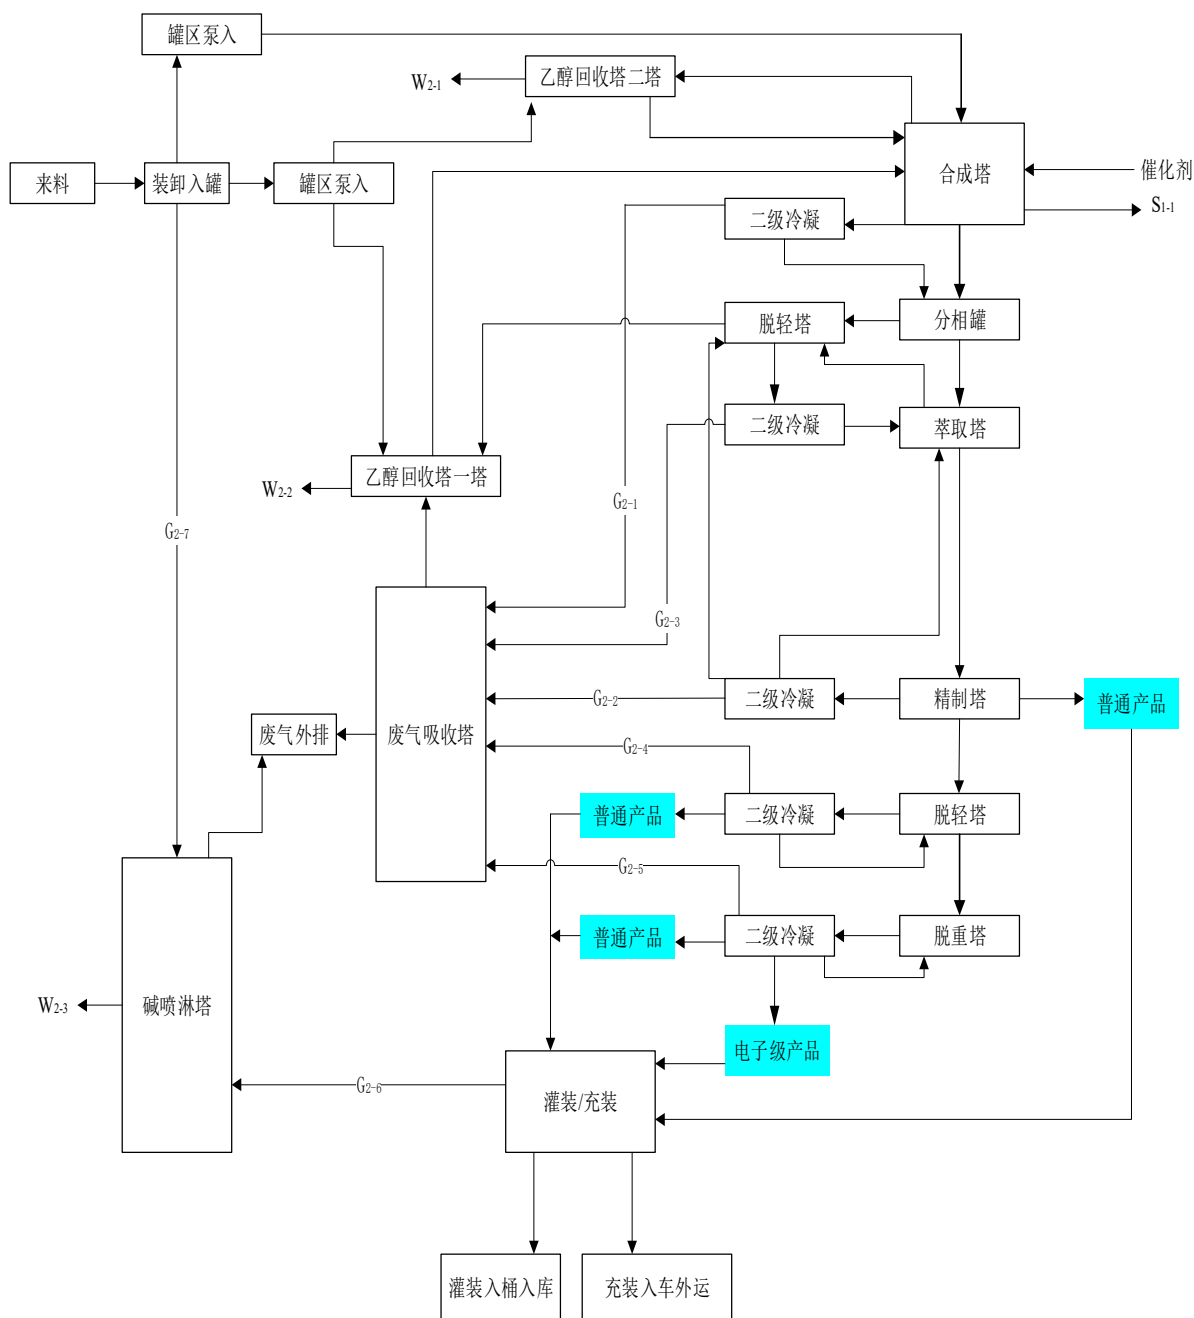 罐区泵入
乙醇回收塔二塔
W2-1
来料
装卸入罐
罐区泵入
合成塔
催化剂
S1-1
二级冷凝
脱轻塔
分相罐
二级冷凝
萃取塔
乙醇回收塔一塔
W2-2
G2-1
G2-7
G2-3
二级冷凝
精制塔
普通产品
G2-2
废气外排
废气吸收塔
G2-4
普通产品
二级冷凝
脱轻塔
G2-5
普通产品
二级冷凝
脱重塔
W2-3
碱喷淋塔
电子级产品
G2-6
灌装/充装
灌装入桶入库
充装入车外运